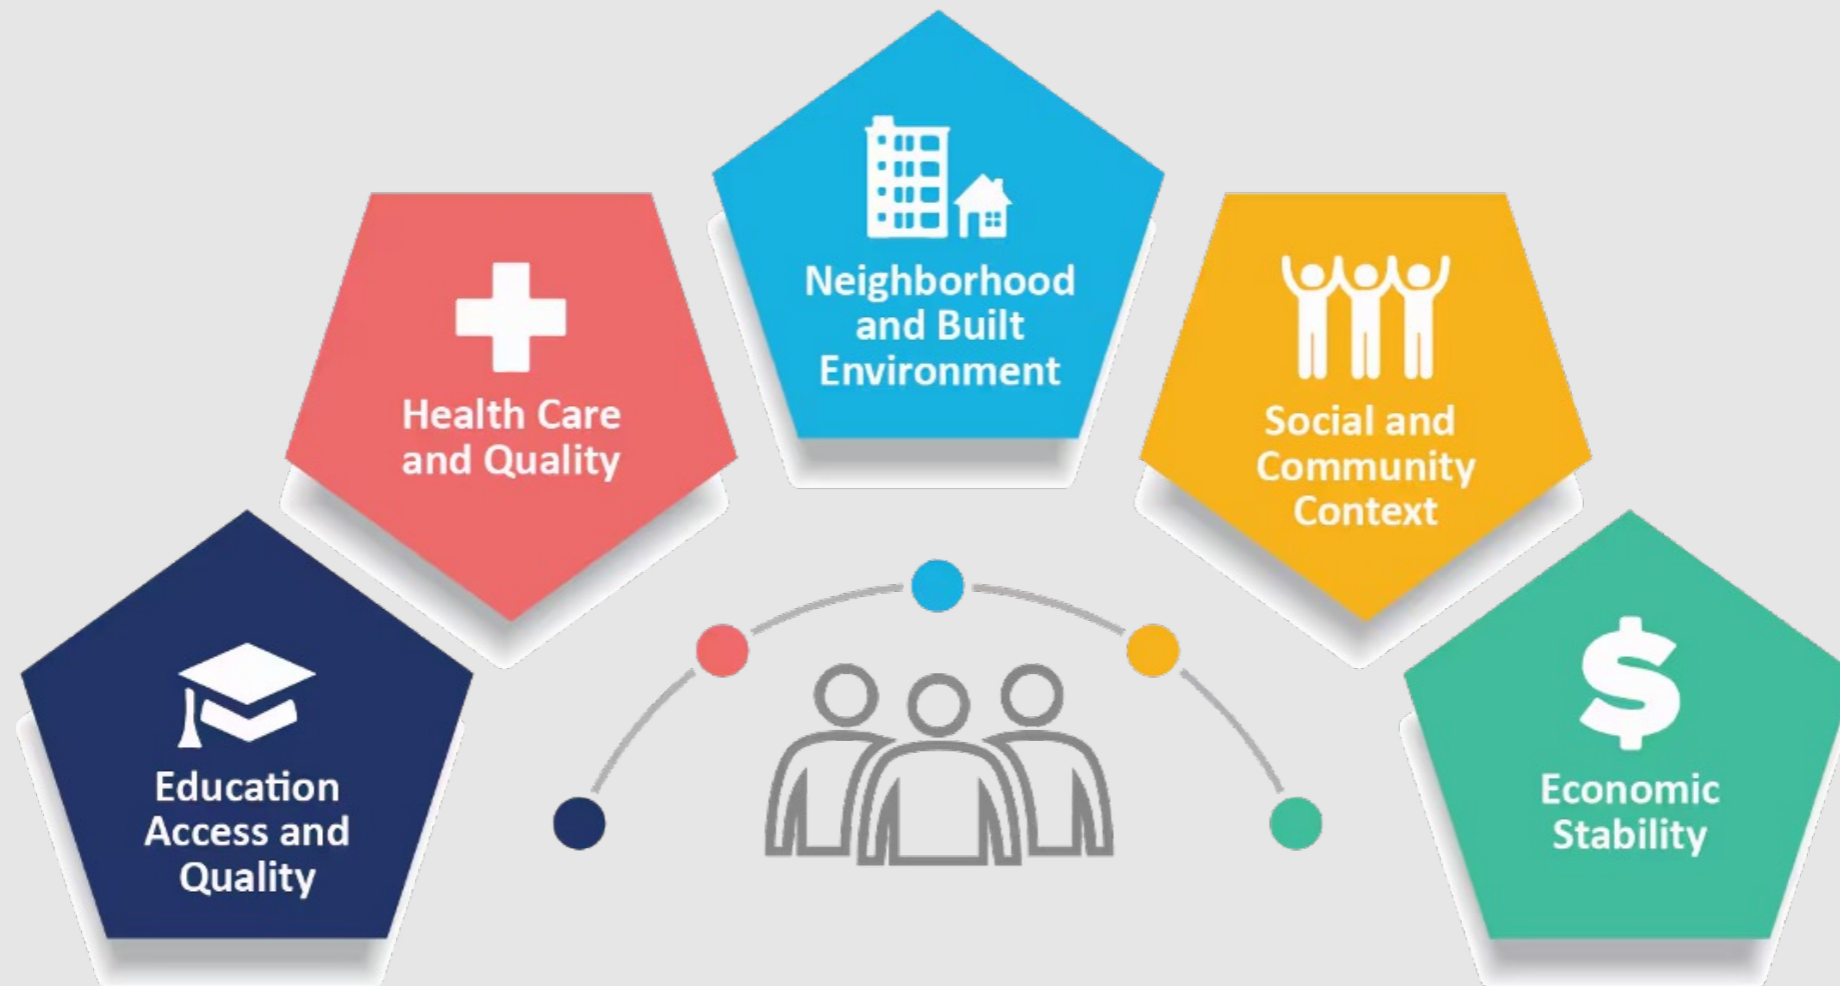 Neighborhood
and Built
Environment
Health Care
and Quality
Social and
Community
Context
Education
Access and
Quality
$
Economic
Stability